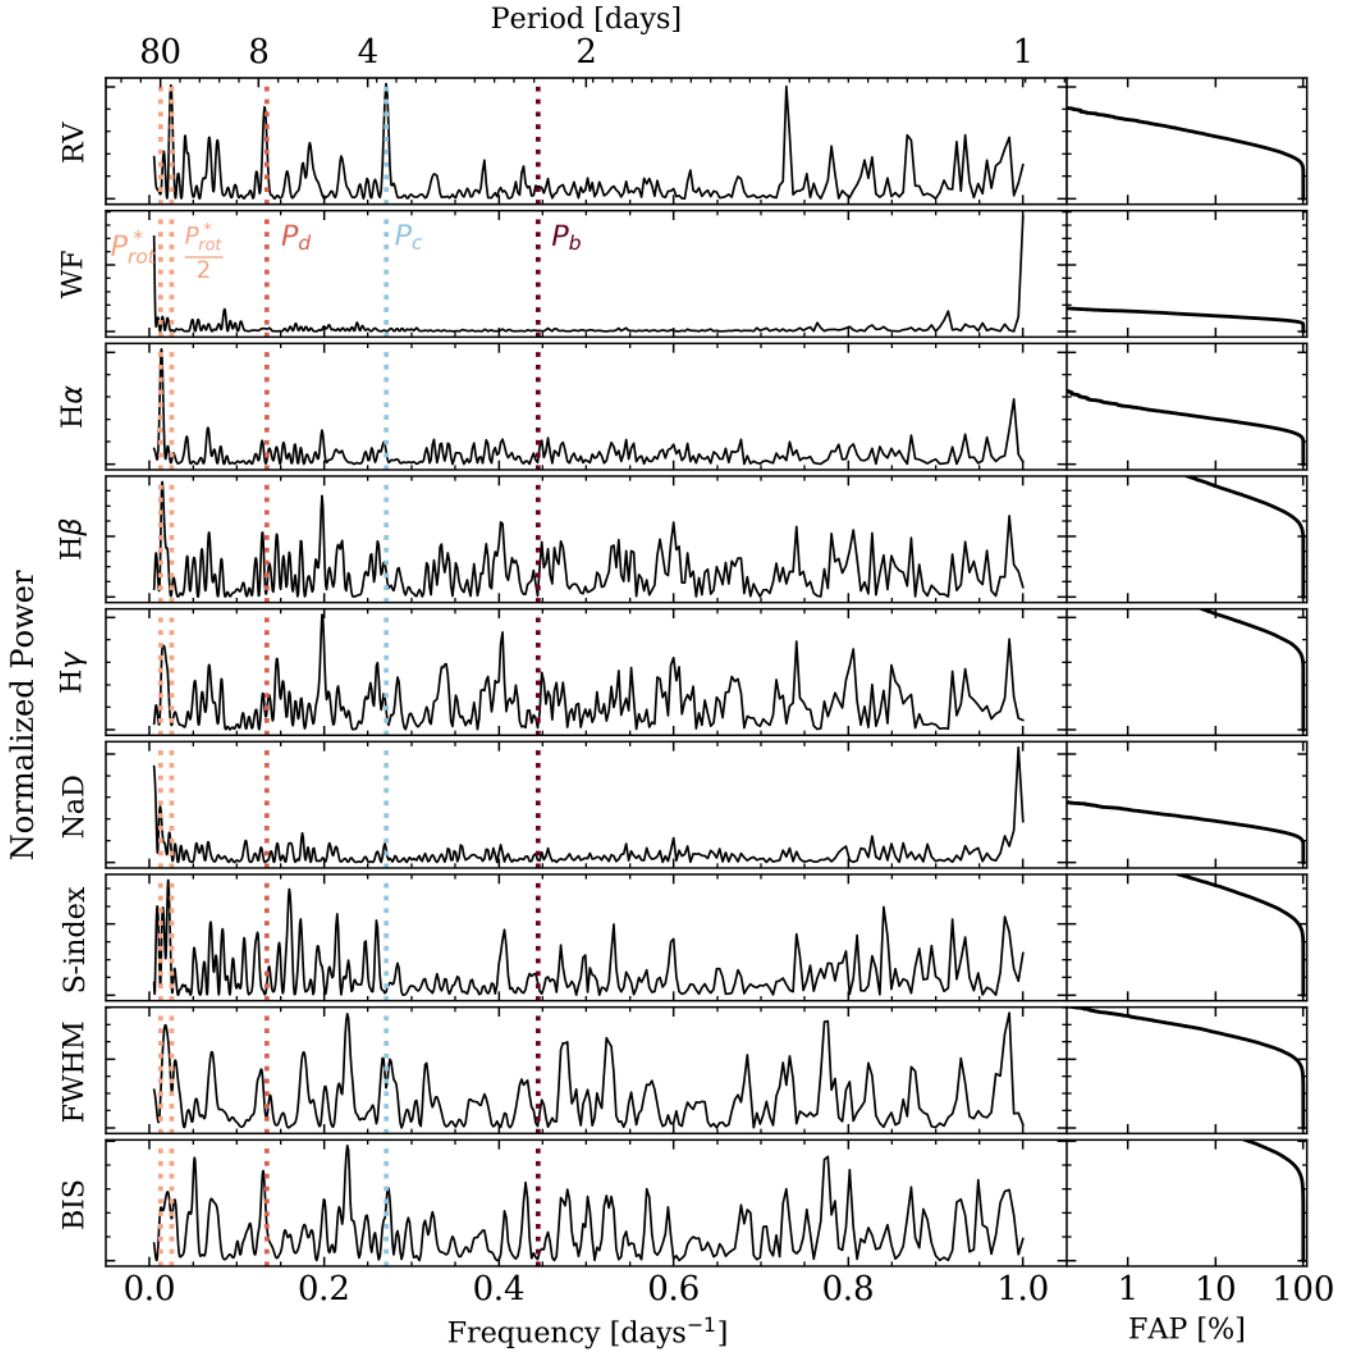 Period [days]
80 8 4 2 1
RV
WF
P*rot P*rot/2 Pd Pc Pb
Hα
Hβ
Hγ
NaD
S-index
FWHM
BIS
Normalized Power
0.0 0.2 0.4 0.6 0.8 1.0 1 10 100
Frequency [days⁻¹] FAP [%]